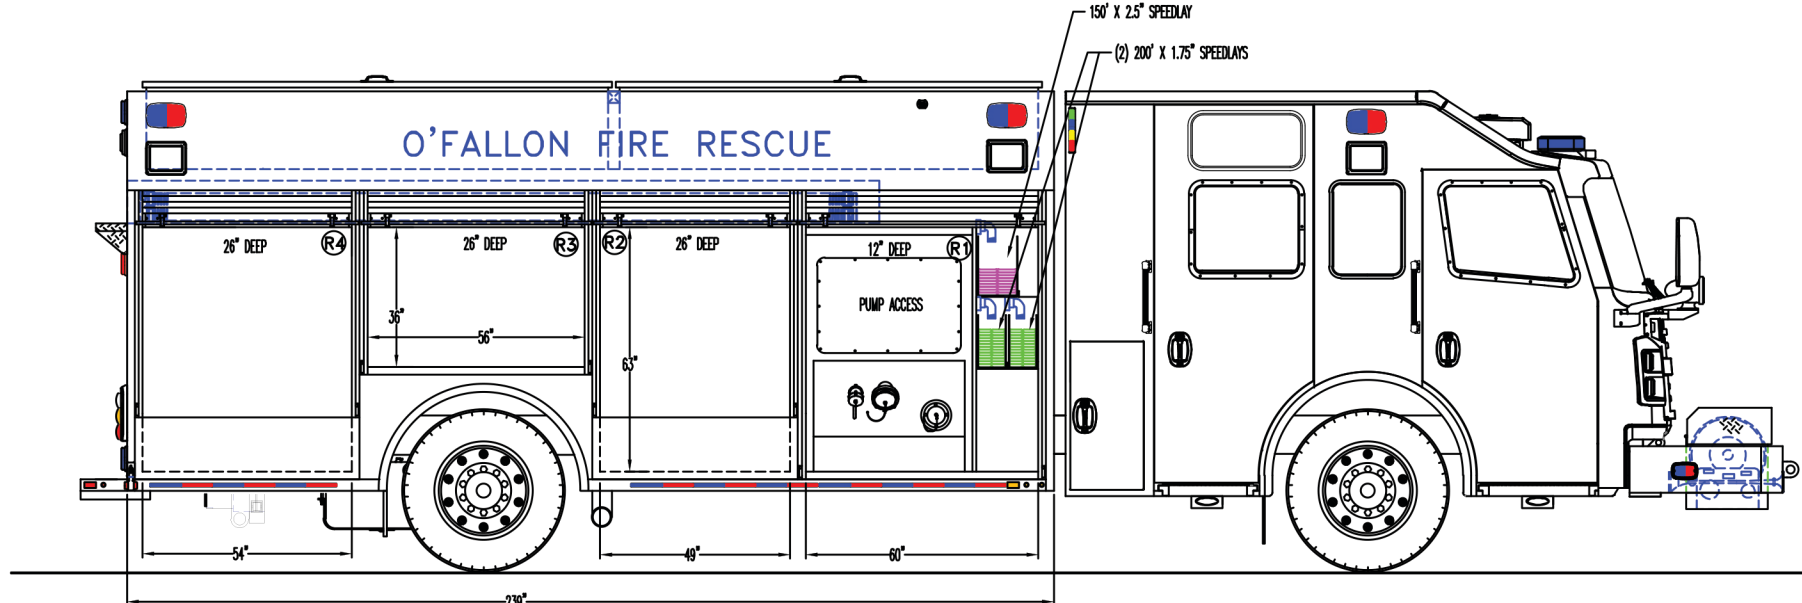 150' X 2.5" SPEEDLAY
(2) 200' X 1.75" SPEEDLAYS
O'FALLON FIRE RESCUE
26" DEEP
R4
26" DEEP
R3
R2
26" DEEP
12" DEEP
R1
PUMP ACCESS
36"
56"
63"
54"
49"
60"
239"